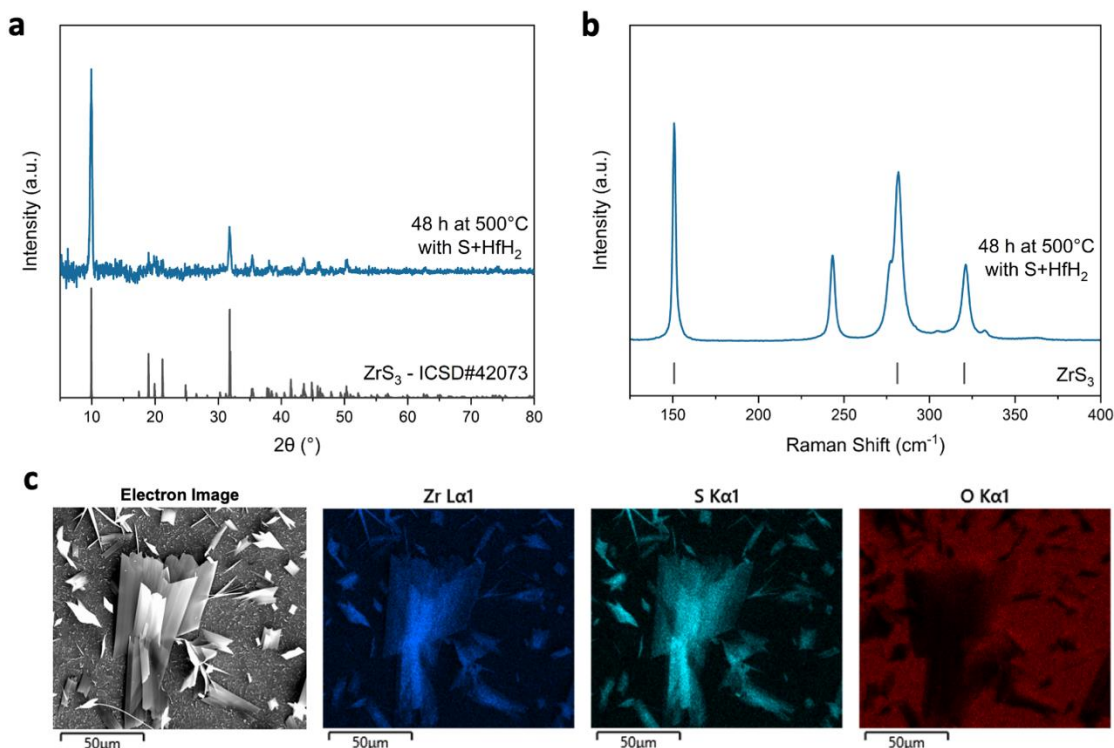 a
Intensity (a.u.)
48 h at 500°C
with S+HfH₂
ZrS₃ - ICSD#42073
10 20 30 40 50 60 70 80
2θ (°)
b
Intensity (a.u.)
48 h at 500°C
with S+HfH₂
ZrS₃
150 200 250 300 350 400
Raman Shift (cm⁻¹)
c
Electron Image
Zr Lα1
S Kα1
O Kα1
50µm
50µm
50µm
50µm